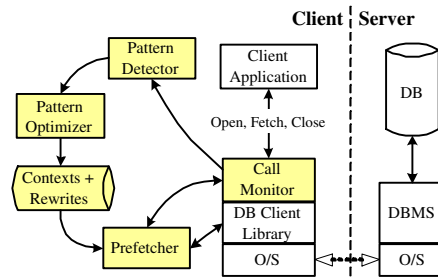 Client Server
Pattern
Detector
Client
Application
DB
Pattern
Optimizer
Open, Fetch, Close
Contexts +
Rewrites
Call
Monitor
DB Client
Library
DBMS
Prefetcher
O/S
O/S